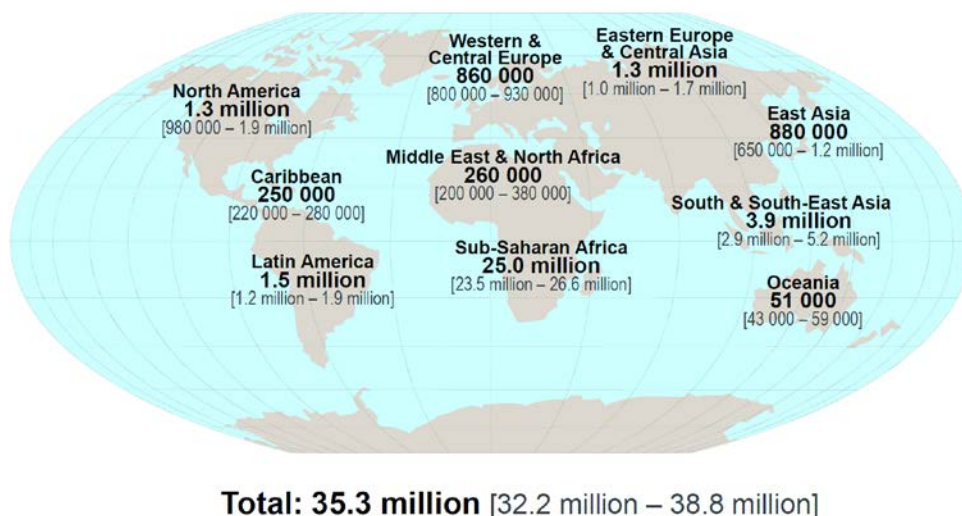 Western &
Central Europe
860 000
[800 000 – 930 000]
Eastern Europe
& Central Asia
1.3 million
[1.0 million – 1.7 million]
North America
1.3 million
[980 000 – 1.9 million]
East Asia
880 000
[650 000 – 1.2 million]
Middle East & North Africa
260 000
[200 000 – 380 000]
Caribbean
250 000
[220 000 – 280 000]
South & South-East Asia
3.9 million
[2.9 million – 5.2 million]
Sub-Saharan Africa
25.0 million
[23.5 million – 26.6 million]
Latin America
1.5 million
[1.2 million – 1.9 million]
Oceania
51 000
[43 000 – 59 000]
Total: 35.3 million [32.2 million – 38.8 million]